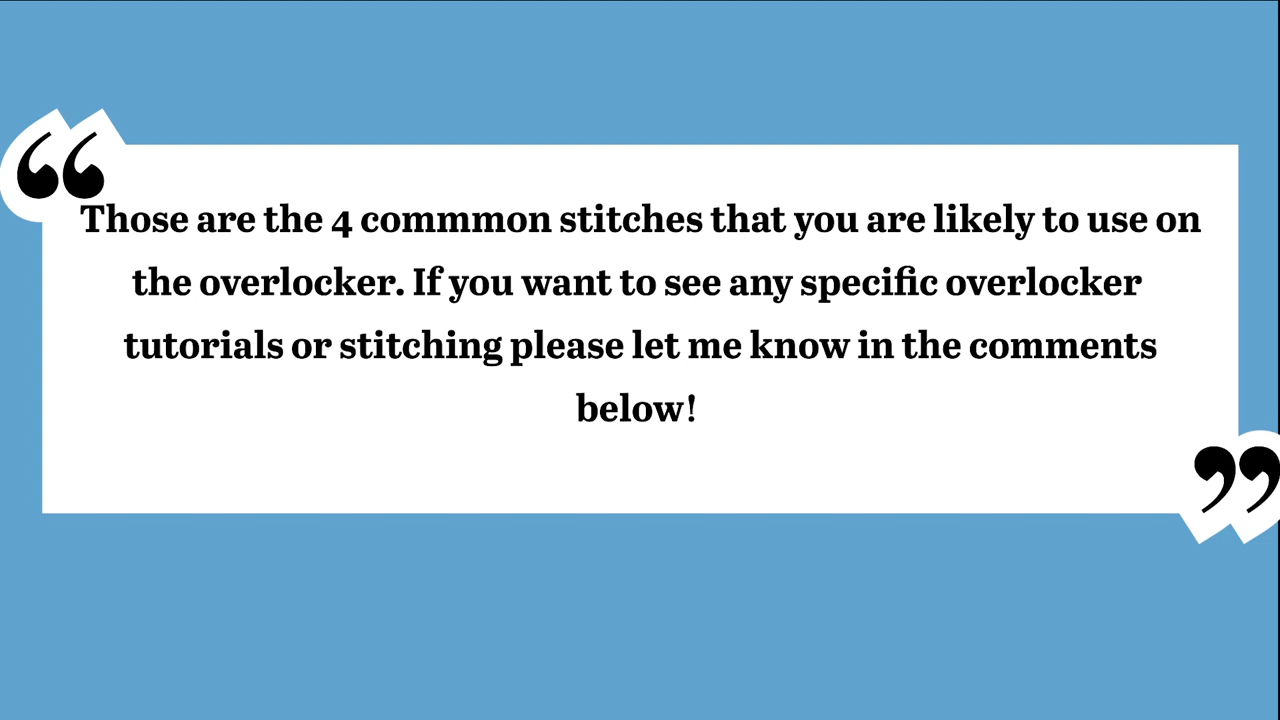 Those are the 4 commmon stitches that you are likely to use on
the overlocker. If you want to see any specific overlocker
tutorials or stitching please let me know in the comments
below!